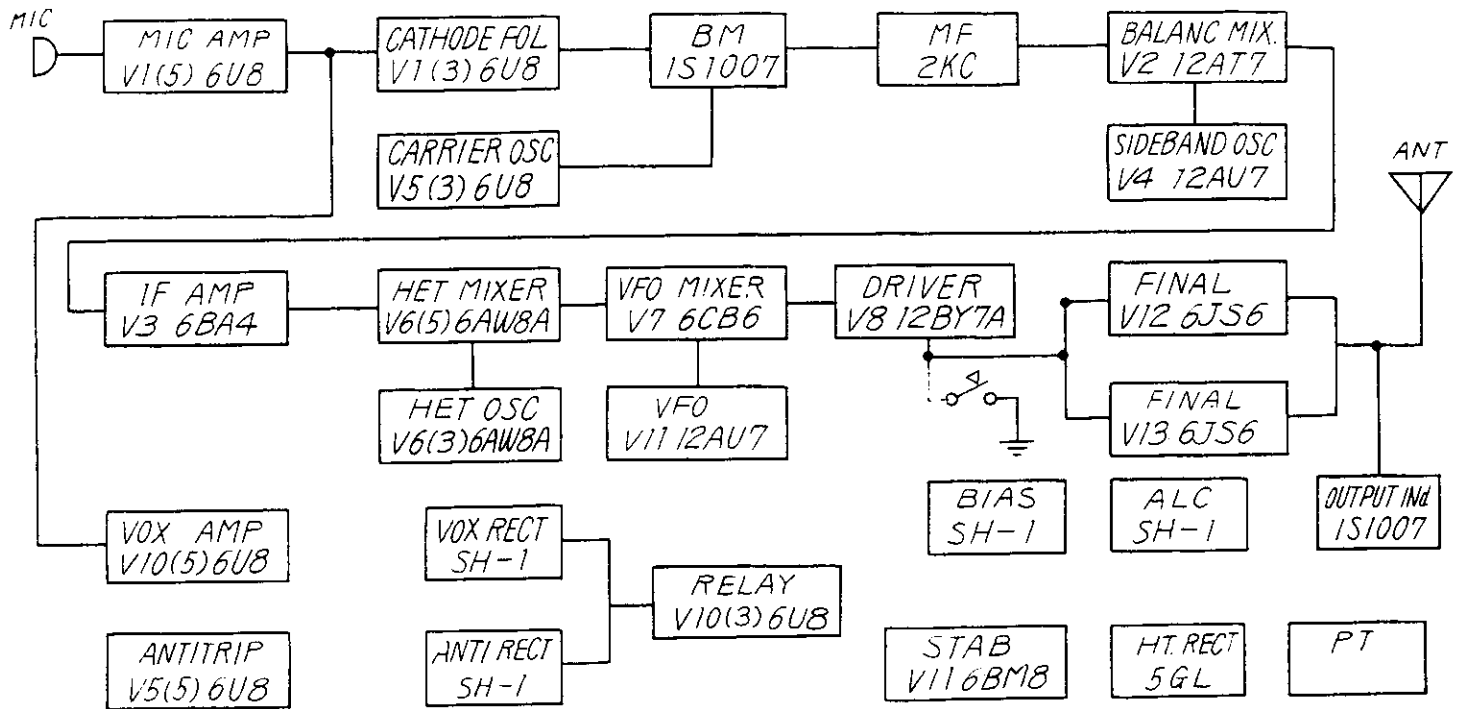 MIC
MIC AMP
V1(5) 6U8
CATHODE FOL
V1(3) 6U8
BM
1S1007
MF
2KC
BALANC MIX.
V2 12AT7
CARRIER OSC
V5(3) 6U8
SIDEBAND OSC
V4 12AU7
ANT
IF AMP
V3 6BA4
HET MIXER
V6(5) 6AW8A
VFO MIXER
V7 6CB6
DRIVER
V8 12BY7A
FINAL
V12 6JS6
HET OSC
V6(3) 6AW8A
VFO
V11 12AU7
FINAL
V13 6JS6
BIAS
SH-1
ALC
SH-1
OUTPUT INd
1S1007
VOX AMP
V10(5) 6U8
VOX RECT
SH-1
RELAY
V10(3) 6U8
ANTITRIP
V5(5) 6U8
ANTI RECT
SH-1
STAB
V11 6BM8
HT. RECT
5GL
PT